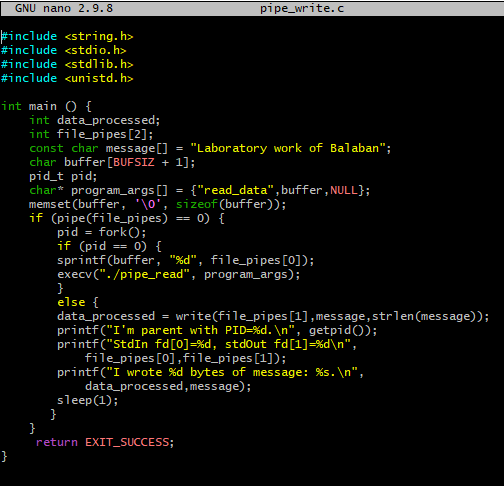 GNU nano 2.9.8 pipe_write.c
#include <string.h>
#include <stdio.h>
#include <stdlib.h>
#include <unistd.h>
int main () {
int data_processed;
int file_pipes[2];
const char message[] = "Laboratory work of Balaban";
char buffer[BUFSIZ + 1];
pid_t pid;
char* program_args[] = {"read_data",buffer,NULL};
memset(buffer, '\0', sizeof(buffer));
if (pipe(file_pipes) == 0) {
pid = fork();
if (pid == 0) {
sprintf(buffer, "%d", file_pipes[0]);
execv("./pipe_read", program_args);
}
else {
data_processed = write(file_pipes[1],message,strlen(message));
printf("I'm parent with PID=%d.\n", getpid());
printf("StdIn fd[0]=%d, stdOut fd[1]=%d\n",
file_pipes[0],file_pipes[1]);
printf("I wrote %d bytes of message: %s.\n",
data_processed,message);
sleep(1);
}
}
return EXIT_SUCCESS;
}